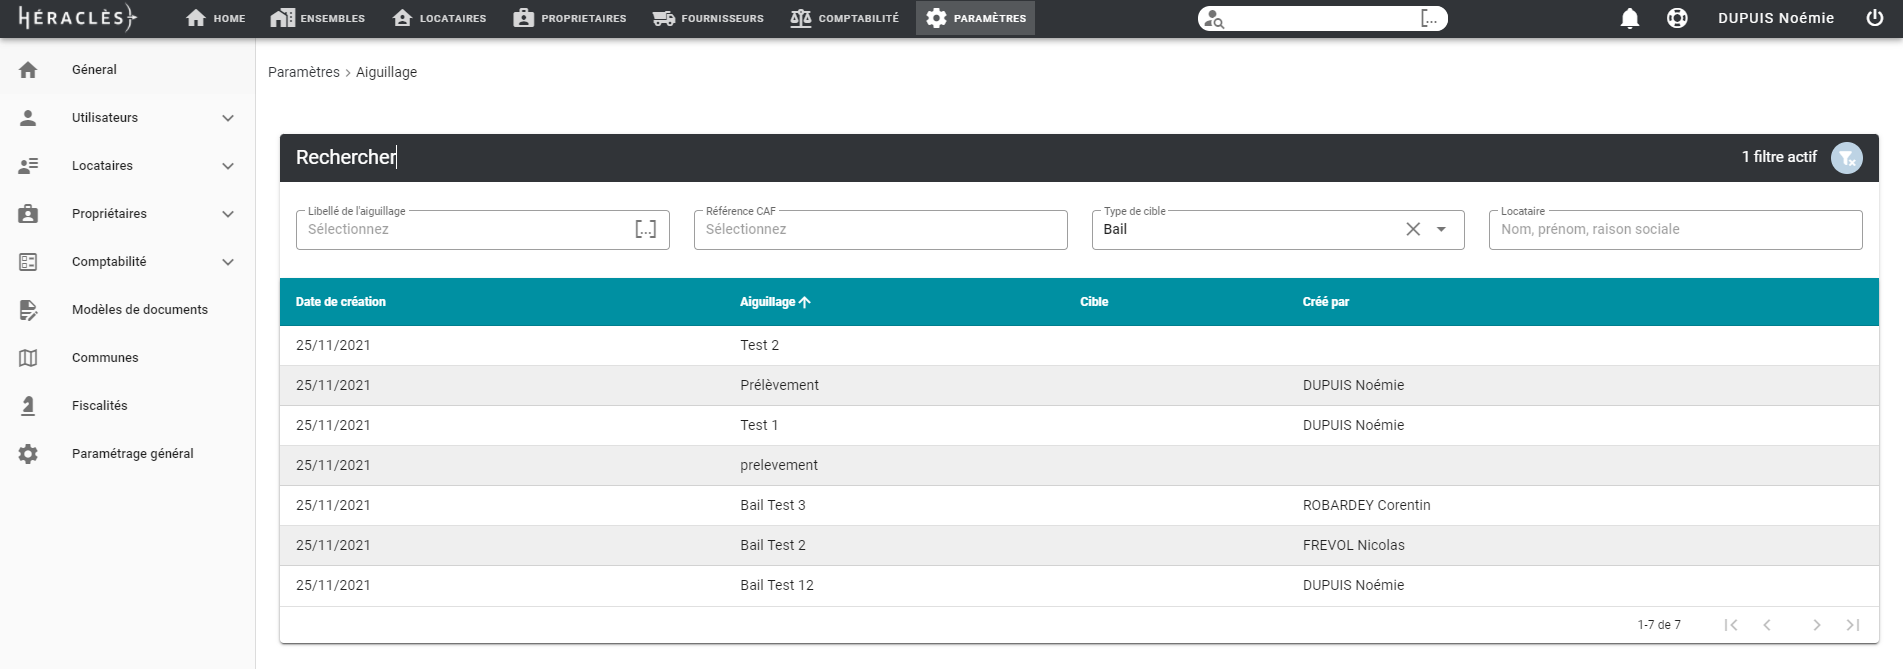 HÉRACLÈS
HOME
ENSEMBLES
LOCATAIRES
PROPRIETAIRES
FOURNISSEURS
COMPTABILITÉ
PARAMÈTRES
[...]
DUPUIS Noémie
Géneral
Utilisateurs
Locataires
Propriétaires
Comptabilité
Modèles de documents
Communes
Fiscalités
Paramétrage général
Paramètres > Aiguillage
Rechercher
1 filtre actif
Libellé de l'aiguillage
Sélectionnez [...]
Référence CAF
Sélectionnez
Type de cible
Bail
Locataire
Nom, prénom, raison sociale
Date de création Aiguillage Cible Créé par
25/11/2021 Test 2
25/11/2021 Prélèvement DUPUIS Noémie
25/11/2021 Test 1 DUPUIS Noémie
25/11/2021 prelevement
25/11/2021 Bail Test 3 ROBARDEY Corentin
25/11/2021 Bail Test 2 FREVOL Nicolas
25/11/2021 Bail Test 12 DUPUIS Noémie
1-7 de 7